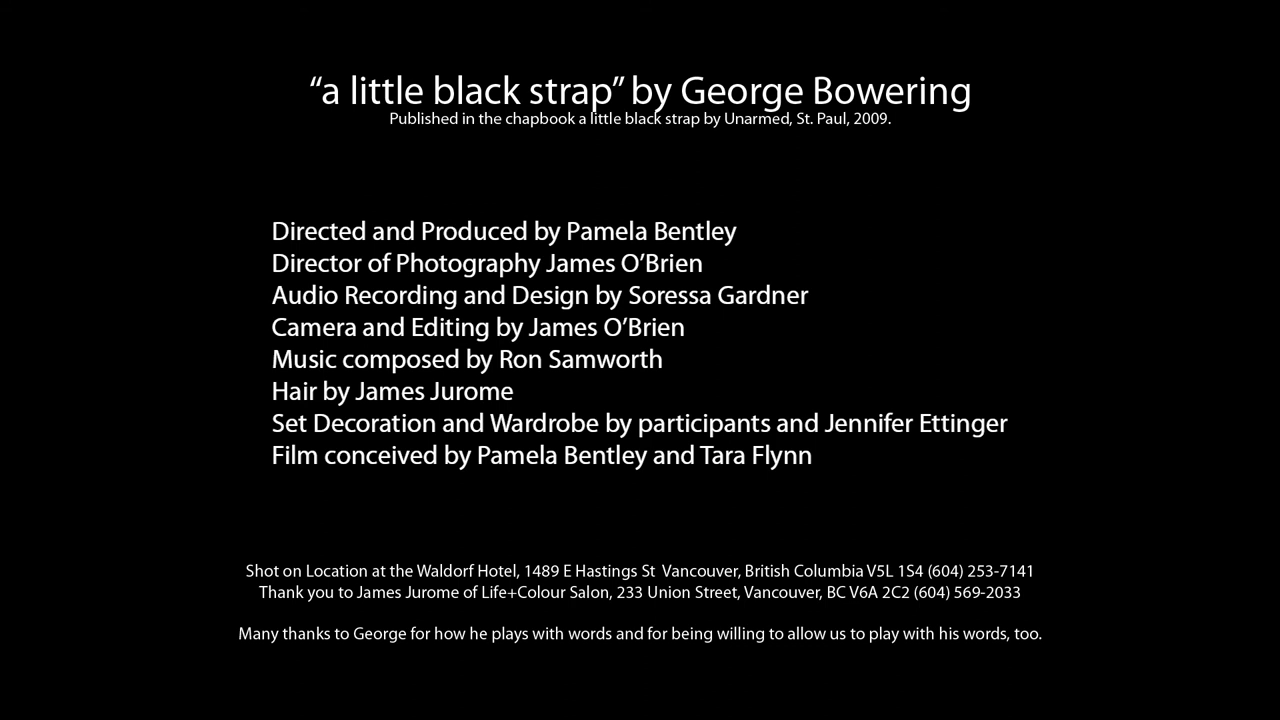 “a little black strap” by George Bowering
Published in the chapbook a little black strap by Unarmed, St. Paul, 2009.
Directed and Produced by Pamela Bentley
Director of Photography James O’Brien
Audio Recording and Design by Soressa Gardner
Camera and Editing by James O’Brien
Music composed by Ron Samworth
Hair by James Jurome
Set Decoration and Wardrobe by participants and Jennifer Ettinger
Film conceived by Pamela Bentley and Tara Flynn
Shot on Location at the Waldorf Hotel, 1489 E Hastings St  Vancouver, British Columbia V5L 1S4 (604) 253-7141
Thank you to James Jurome of Life+Colour Salon, 233 Union Street, Vancouver, BC V6A 2C2 (604) 569-2033
Many thanks to George for how he plays with words and for being willing to allow us to play with his words, too.